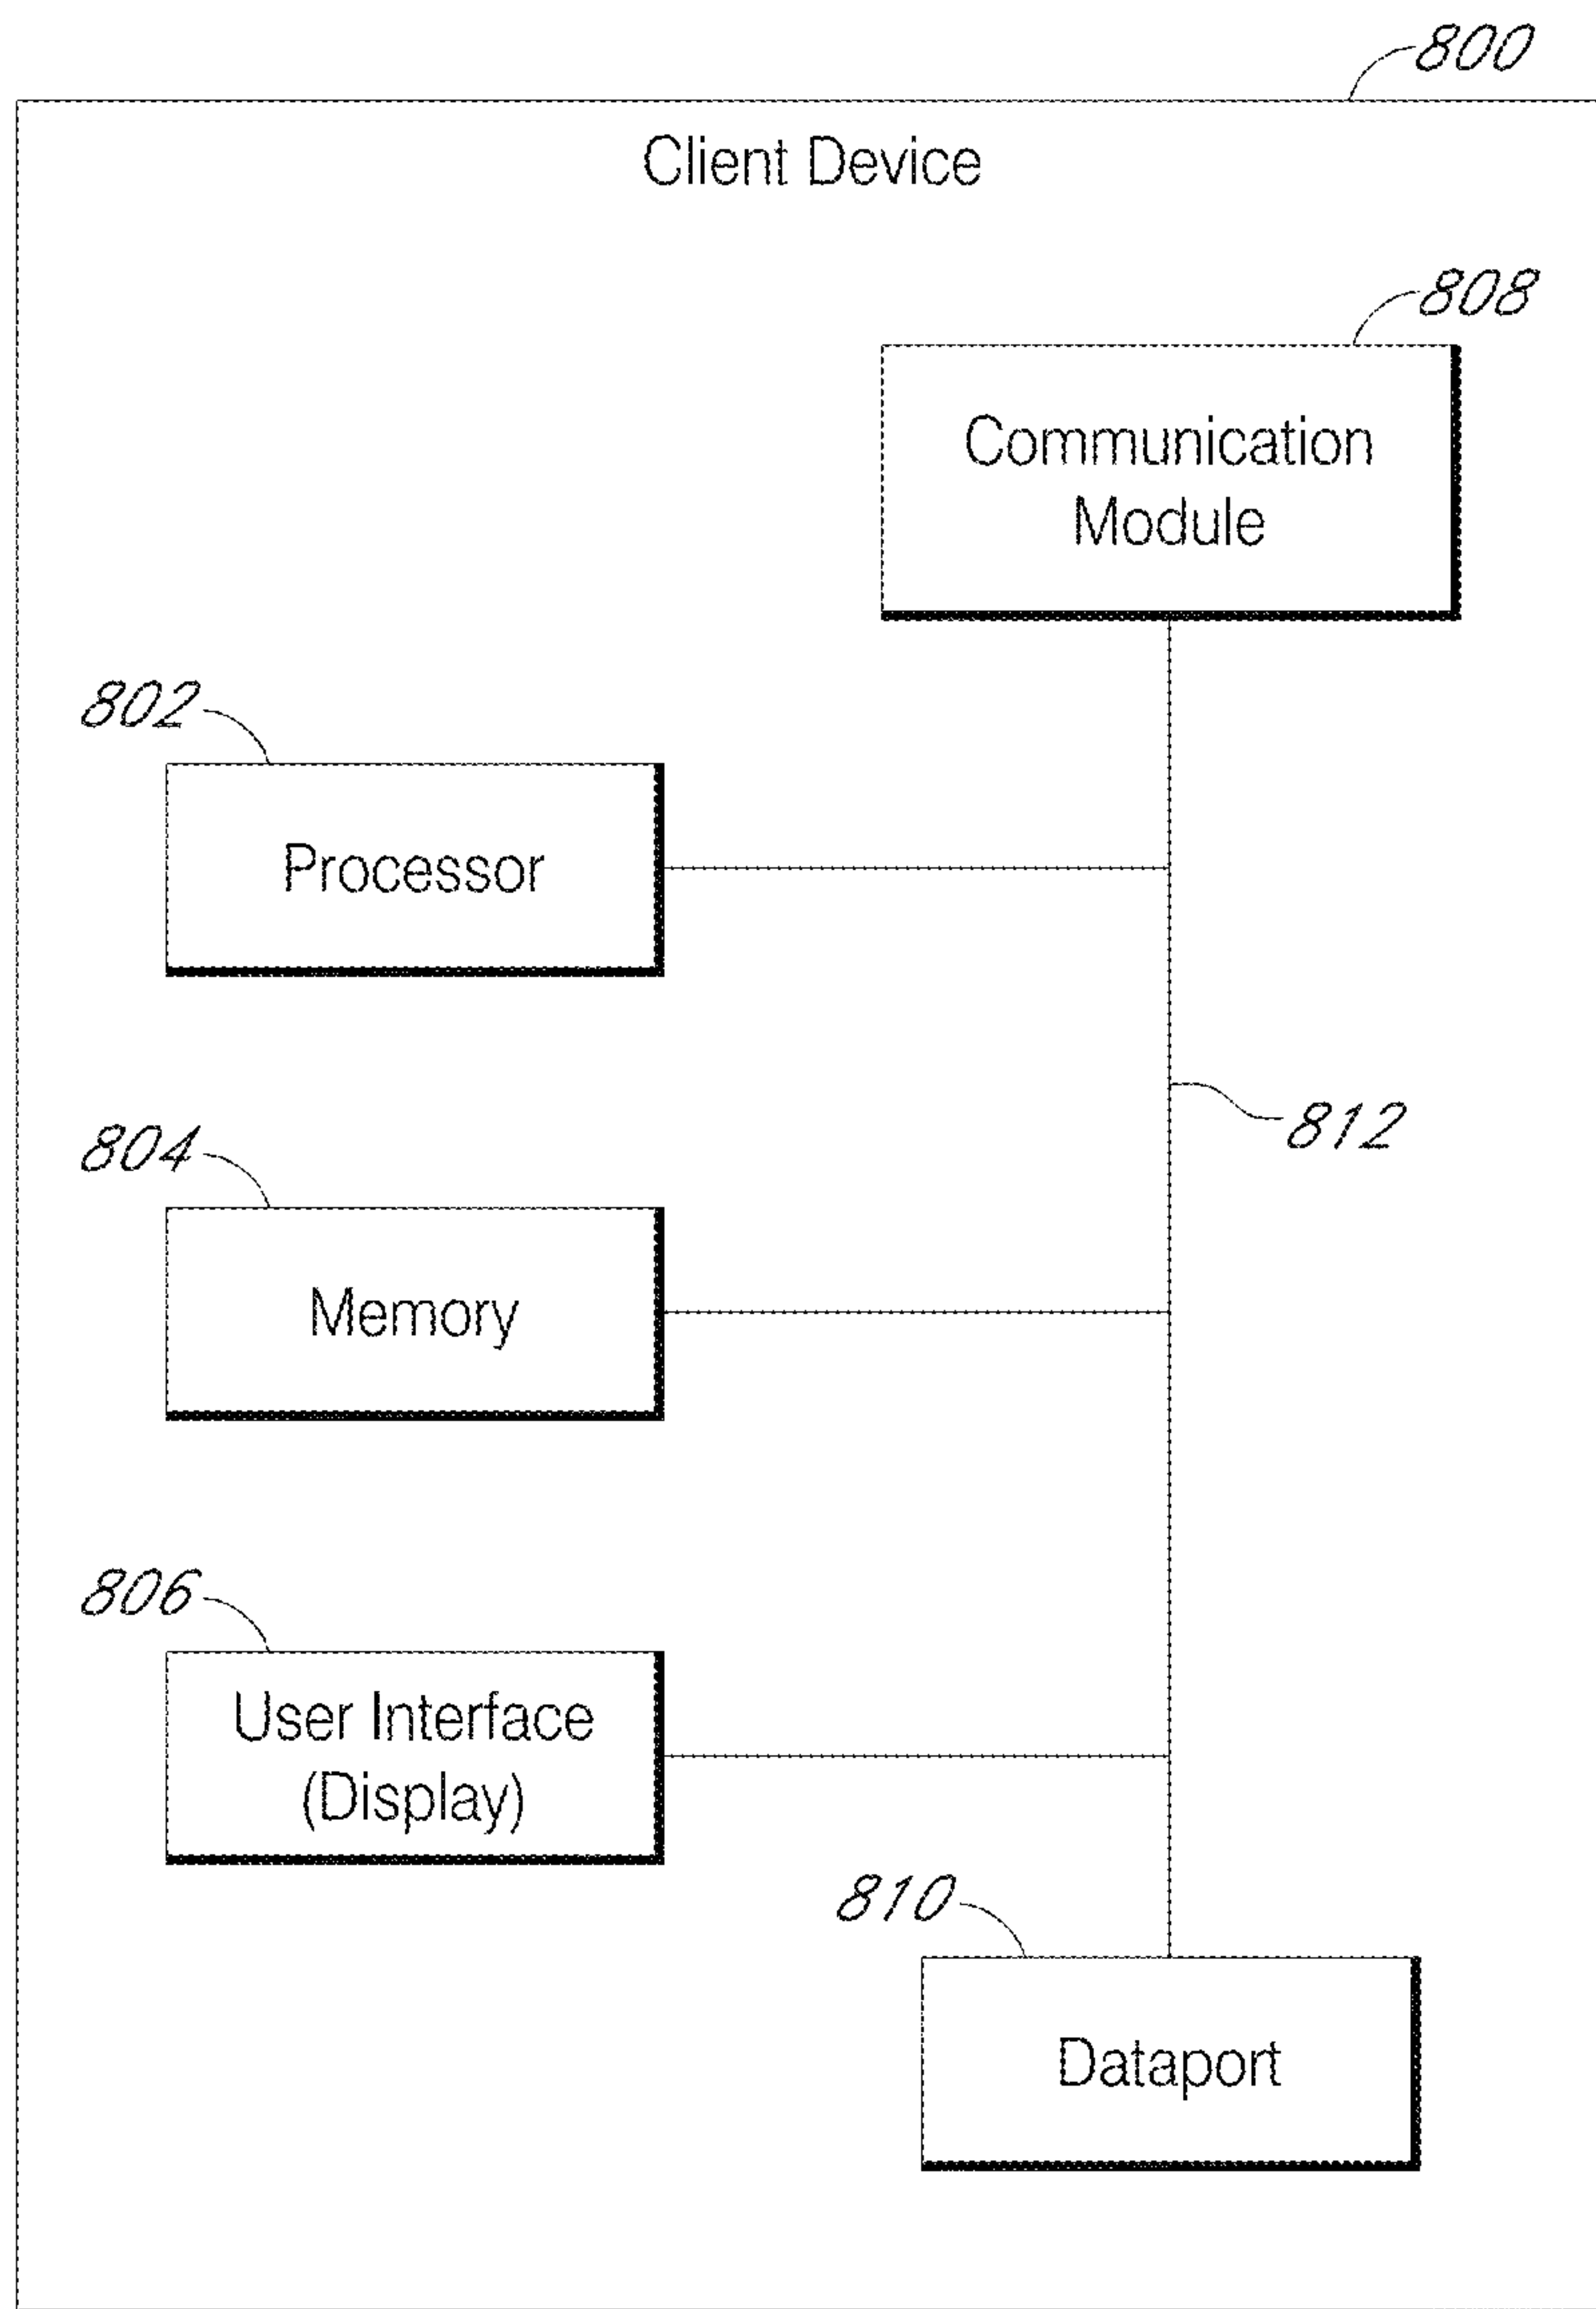 800
Client Device
808
Communication
Module
802
Processor
812
804
Memory
806
User Interface
(Display)
810
Dataport